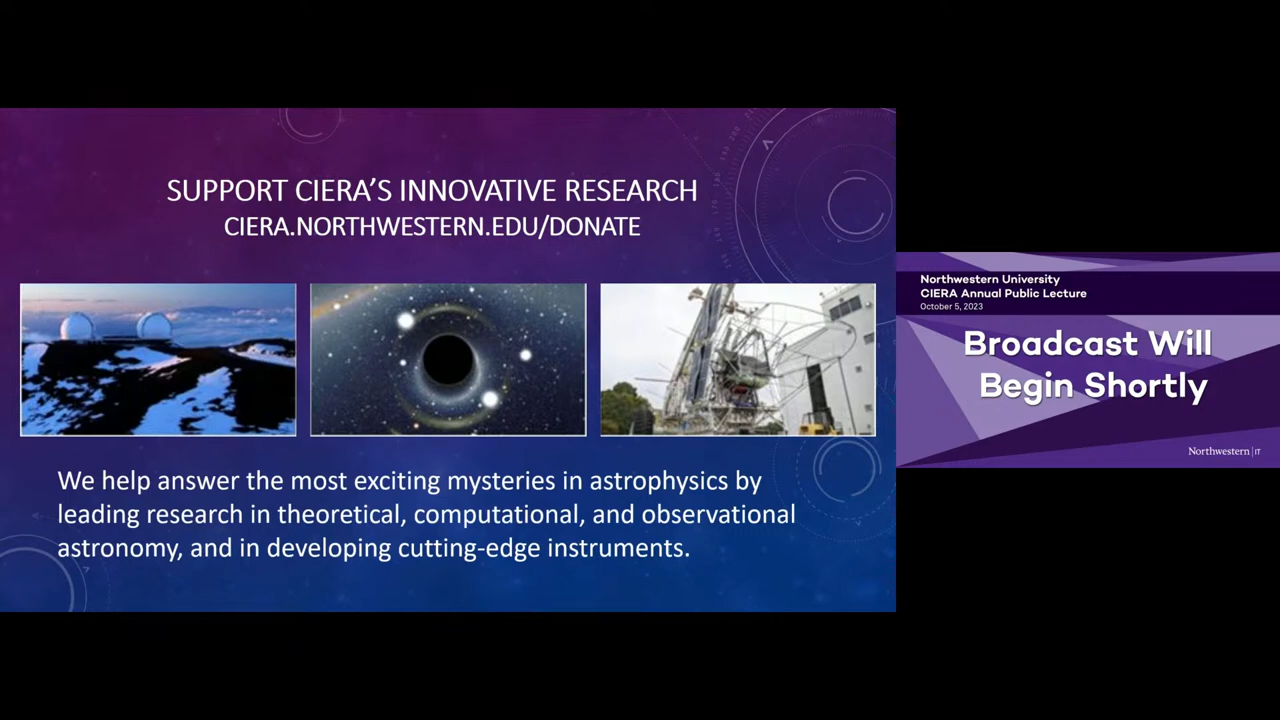 SUPPORT CIERA’S INNOVATIVE RESEARCH
CIERA.NORTHWESTERN.EDU/DONATE
We help answer the most exciting mysteries in astrophysics by
leading research in theoretical, computational, and observational
astronomy, and in developing cutting-edge instruments.
Northwestern University
CIERA Annual Public Lecture
October 5, 2023
Broadcast Will
Begin Shortly
Northwestern | IT